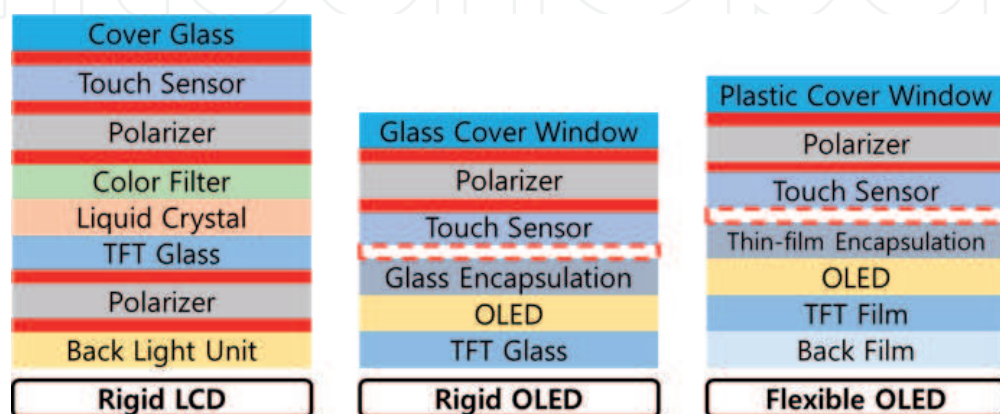 Cover Glass
Touch Sensor
Polarizer
Color Filter
Liquid Crystal
TFT Glass
Polarizer
Back Light Unit
Rigid LCD
Glass Cover Window
Polarizer
Touch Sensor
Glass Encapsulation
OLED
TFT Glass
Rigid OLED
Plastic Cover Window
Polarizer
Touch Sensor
Thin-film Encapsulation
OLED
TFT Film
Back Film
Flexible OLED